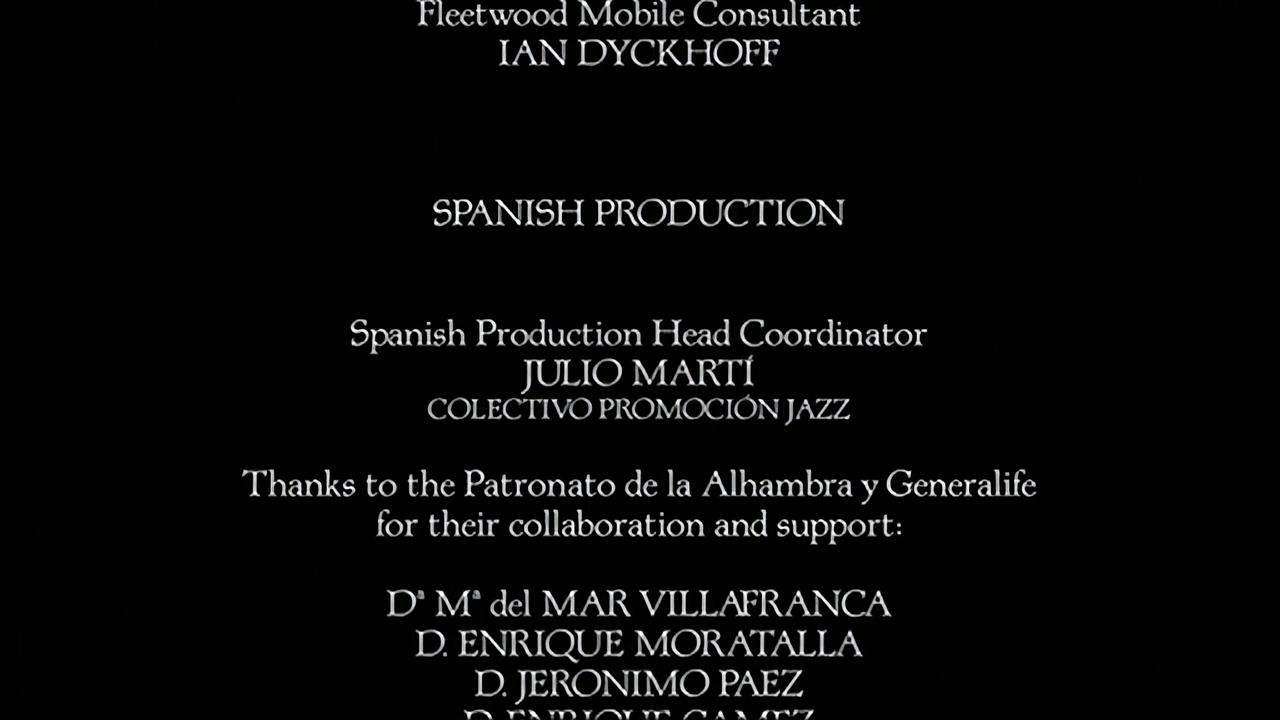 Fleetwood Mobile Consultant
IAN DYCKHOFF
SPANISH PRODUCTION
Spanish Production Head Coordinator
JULIO MARTÍ
COLECTIVO PROMOCIÓN JAZZ
Thanks to the Patronato de la Alhambra y Generalife
for their collaboration and support:
Dª Mª del MAR VILLAFRANCA
D. ENRIQUE MORATALLA
D. JERONIMO PAEZ
D. ENRIQUE GAMEZ